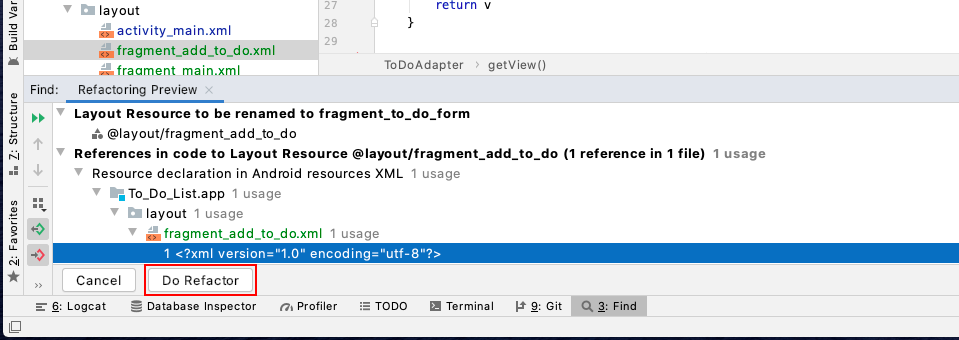 layout
activity_main.xml
fragment_add_to_do.xml
fragment_main.xml
27 return v
28 }
29
ToDoAdapter > getView()
Build Var
Find: Refactoring Preview ×
Layout Resource to be renamed to fragment_to_do_form
@layout/fragment_add_to_do
References in code to Layout Resource @layout/fragment_add_to_do (1 reference in 1 file) 1 usage
Resource declaration in Android resources XML 1 usage
To_Do_List.app 1 usage
layout 1 usage
fragment_add_to_do.xml 1 usage
1 <?xml version="1.0" encoding="utf-8"?>
7: Structure
2: Favorites
»
Cancel Do Refactor
6: Logcat Database Inspector Profiler TODO Terminal 9: Git 3: Find